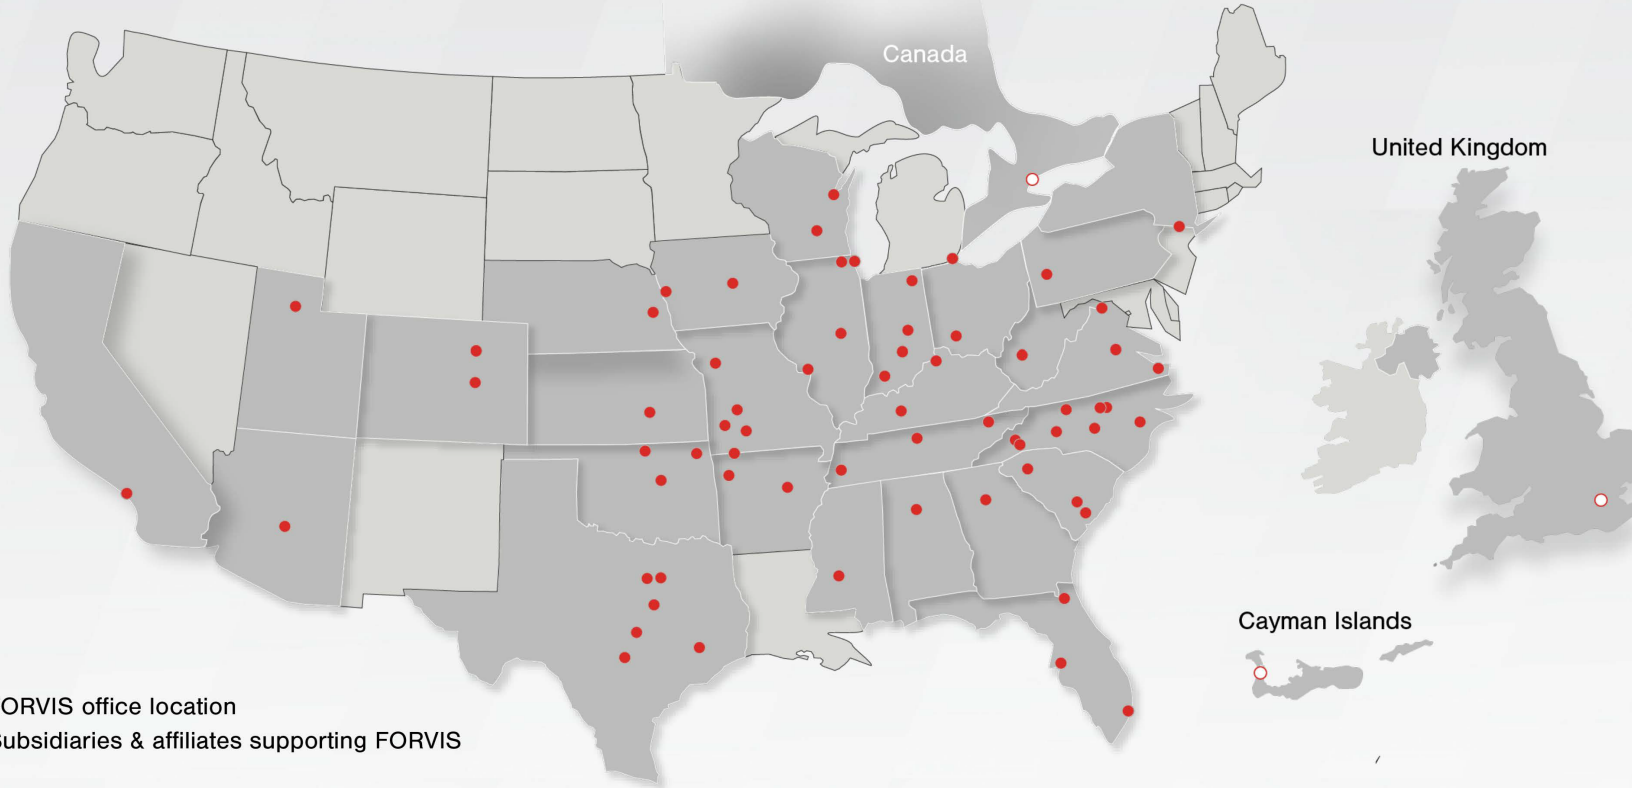 Canada
United Kingdom
Cayman Islands
ORVIS office location
ubsidiaries & affiliates supporting FORVIS